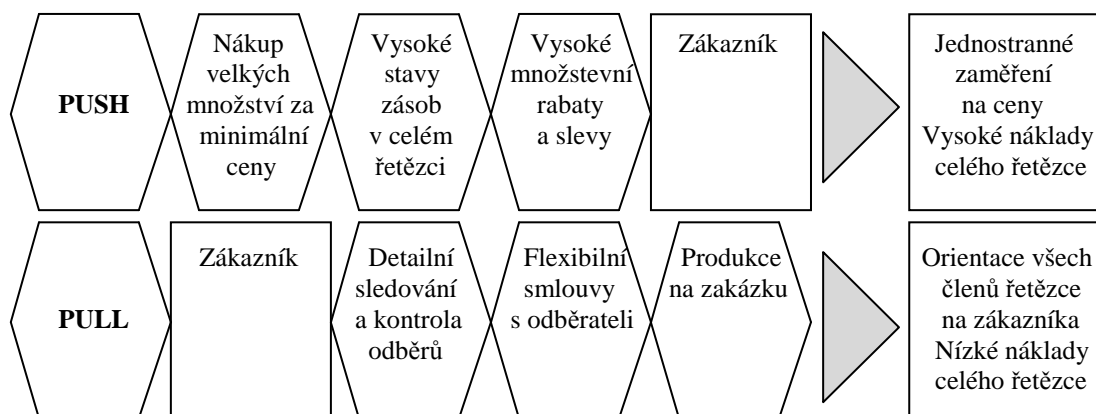 PUSH
Nákup
velkých
množství za
minimální
ceny
Vysoké
stavy
zásob
v celém
řetězci
Vysoké
množstevní
rabaty
a slevy
Zákazník
Jednostranné
zaměření
na ceny
Vysoké náklady
celého řetězce
PULL
Zákazník
Detailní
sledování
a kontrola
odběrů
Flexibilní
smlouvy
s odběrateli
Produkce
na zakázku
Orientace všech
členů řetězce
na zákazníka
Nízké náklady
celého řetězce